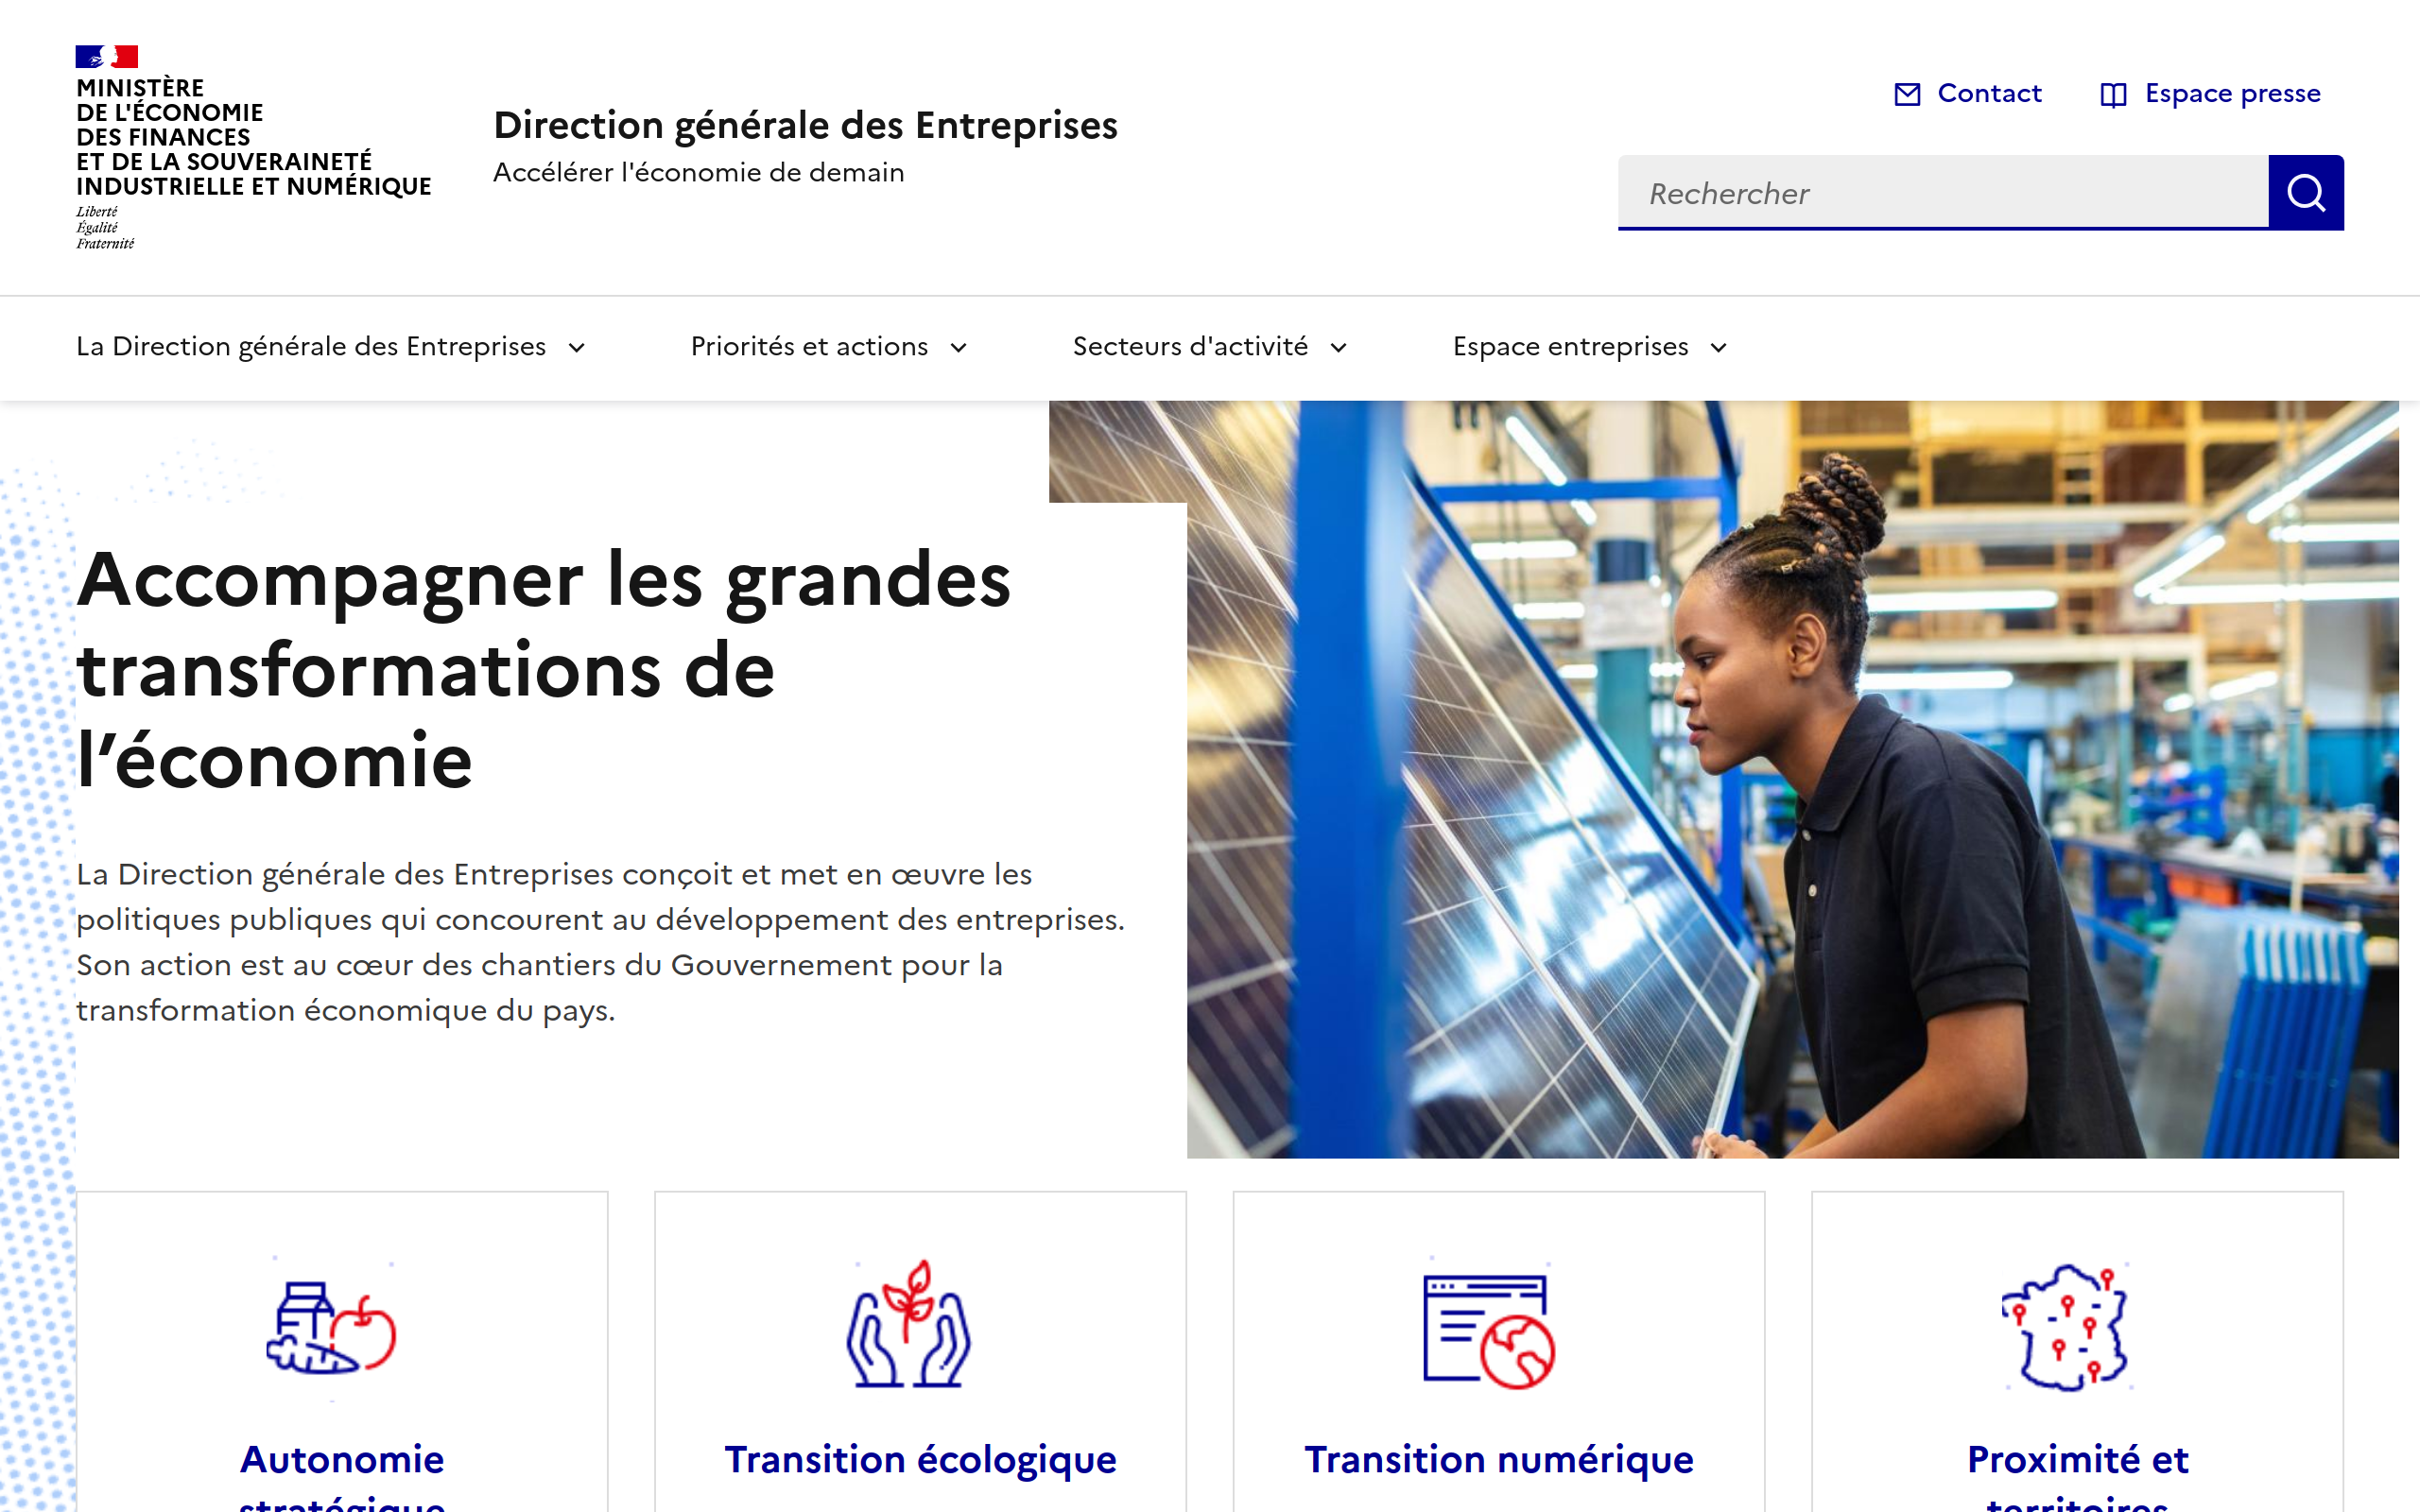 MINISTÈRE
DE L'ÉCONOMIE
DES FINANCES
ET DE LA SOUVERAINETÉ
INDUSTRIELLE ET NUMÉRIQUE
Liberté
Égalité
Fraternité
Direction générale des Entreprises
Accélérer l'économie de demain
Contact
Espace presse
Rechercher
La Direction générale des Entreprises
Priorités et actions
Secteurs d'activité
Espace entreprises
Accompagner les grandes
transformations de
l’économie
La Direction générale des Entreprises conçoit et met en œuvre les
politiques publiques qui concourent au développement des entreprises.
Son action est au cœur des chantiers du Gouvernement pour la
transformation économique du pays.
Autonomie
stratégique
Transition écologique
Transition numérique
Proximité et
territoires